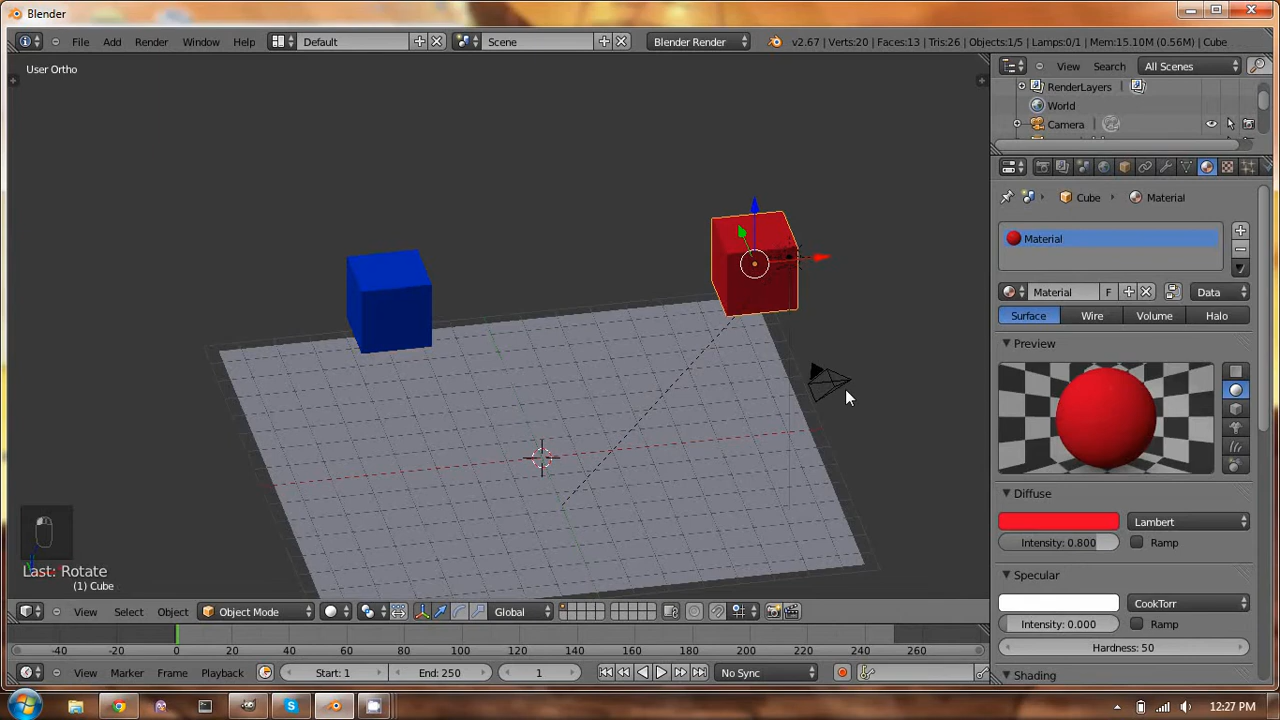 Blender
File Add Render Window Help Default Scene Blender Render v2.67 | Verts:20 | Faces:13 | Tris:26 | Objects:1/5 | Lamps:0/1 | Mem:15.10M (0.56M) | Cube
User Ortho
View Search All Scenes
RenderLayers
World
Camera
Cube Material
Material
Material F Data
Surface Wire Volume Halo
Preview
Diffuse
Lambert
Intensity: 0.800 Ramp
Specular
CookTorr
Intensity: 0.000 Ramp
Hardness: 50
Shading
Last: Rotate
(1) Cube
View Select Object Object Mode Global
-40 -20 0 20 40 60 80 100 120 140 160 180 200 220 240 260
View Marker Frame Playback Start: 1 End: 250 1 No Sync
12:27 PM